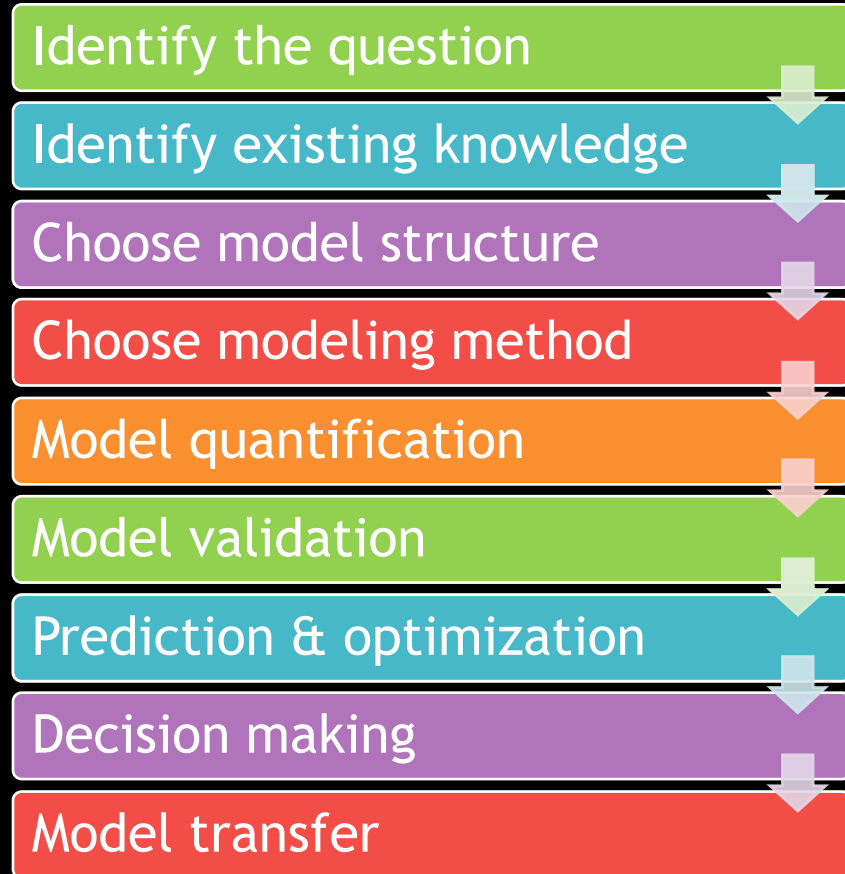 Identify the question
Identify existing knowledge
Choose model structure
Choose modeling method
Model quantification
Model validation
Prediction & optimization
Decision making
Model transfer